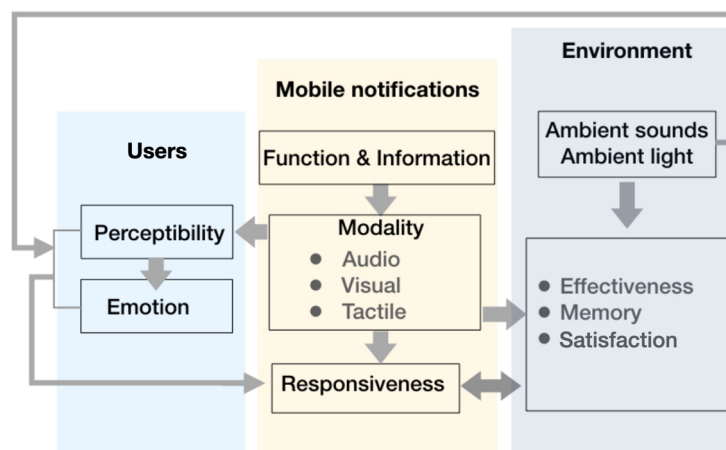 Users
Perceptibility
Emotion
Mobile notifications
Function & Information
Modality
● Audio
● Visual
● Tactile
Responsiveness
Environment
Ambient sounds
Ambient light
● Effectiveness
● Memory
● Satisfaction